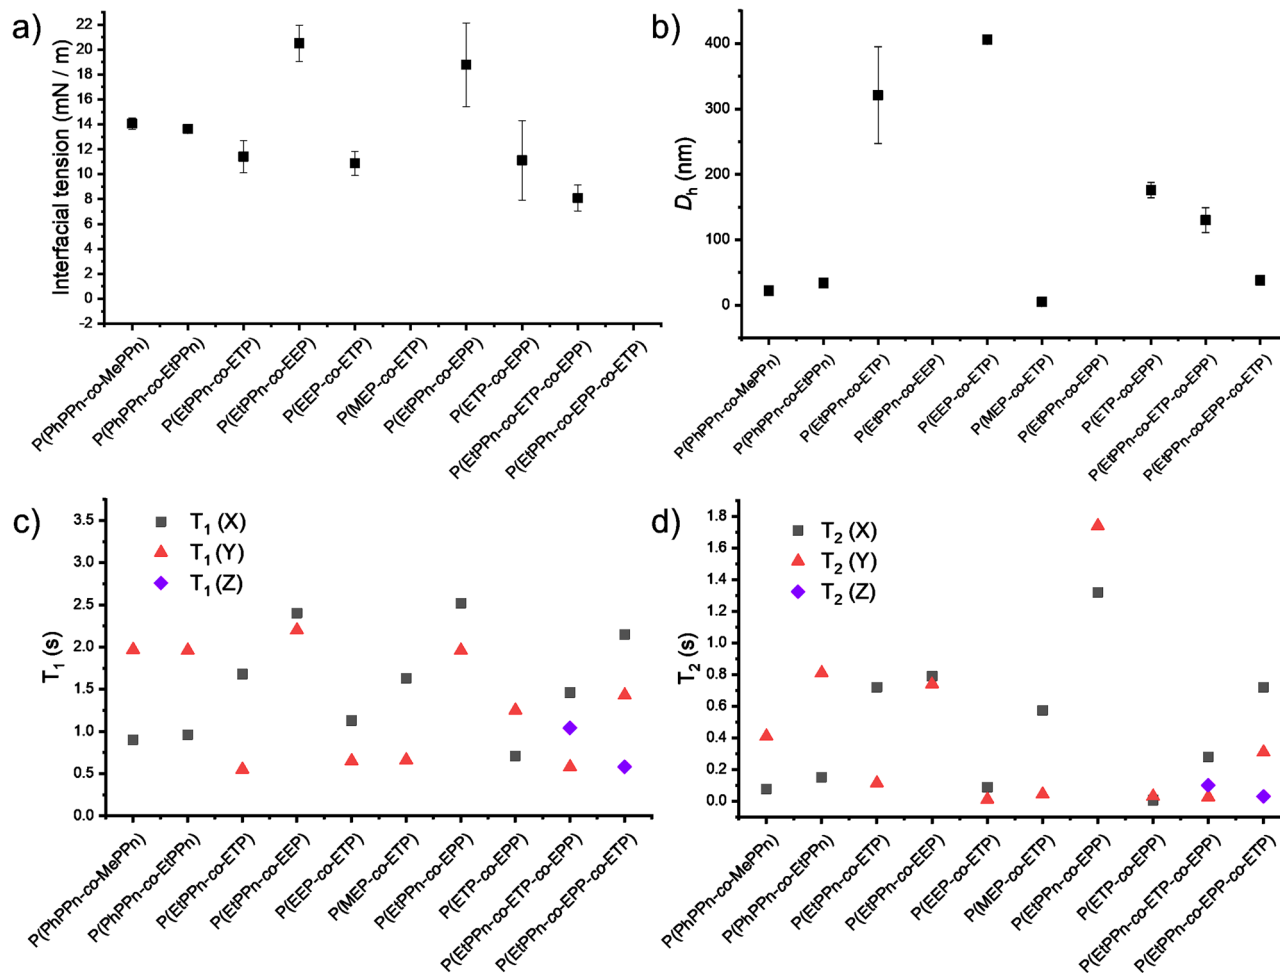 a)
Interfacial tension (mN / m)
22
20
18
16
14
12
10
8
6
4
2
0
-2
P(PhPPn-co-MePPn)
P(PhPPn-co-EtPPn)
P(EtPPn-co-ETP)
P(EtPPn-co-EEP)
P(EEP-co-ETP)
P(MEP-co-ETP)
P(EtPPn-co-EPP)
P(ETP-co-EPP)
P(EtPPn-co-ETP-co-EPP)
P(EtPPn-co-EPP-co-ETP)
b)
Dh (nm)
400
300
200
100
0
P(PhPPn-co-MePPn)
P(PhPPn-co-EtPPn)
P(EtPPn-co-ETP)
P(EtPPn-co-EEP)
P(EEP-co-ETP)
P(MEP-co-ETP)
P(EtPPn-co-EPP)
P(ETP-co-EPP)
P(EtPPn-co-ETP-co-EPP)
P(EtPPn-co-EPP-co-ETP)
c)
T1 (X)
T1 (Y)
T1 (Z)
T1 (s)
3.5
3.0
2.5
2.0
1.5
1.0
0.5
0.0
P(PhPPn-co-MePPn)
P(PhPPn-co-EtPPn)
P(EtPPn-co-ETP)
P(EtPPn-co-EEP)
P(EEP-co-ETP)
P(MEP-co-ETP)
P(EtPPn-co-EPP)
P(ETP-co-EPP)
P(EtPPn-co-ETP-co-EPP)
P(EtPPn-co-EPP-co-ETP)
d)
T2 (X)
T2 (Y)
T2 (Z)
T2 (s)
1.8
1.6
1.4
1.2
1.0
0.8
0.6
0.4
0.2
0.0
P(PhPPn-co-MePPn)
P(PhPPn-co-EtPPn)
P(EtPPn-co-ETP)
P(EtPPn-co-EEP)
P(EEP-co-ETP)
P(MEP-co-ETP)
P(EtPPn-co-EPP)
P(ETP-co-EPP)
P(EtPPn-co-ETP-co-EPP)
P(EtPPn-co-EPP-co-ETP)